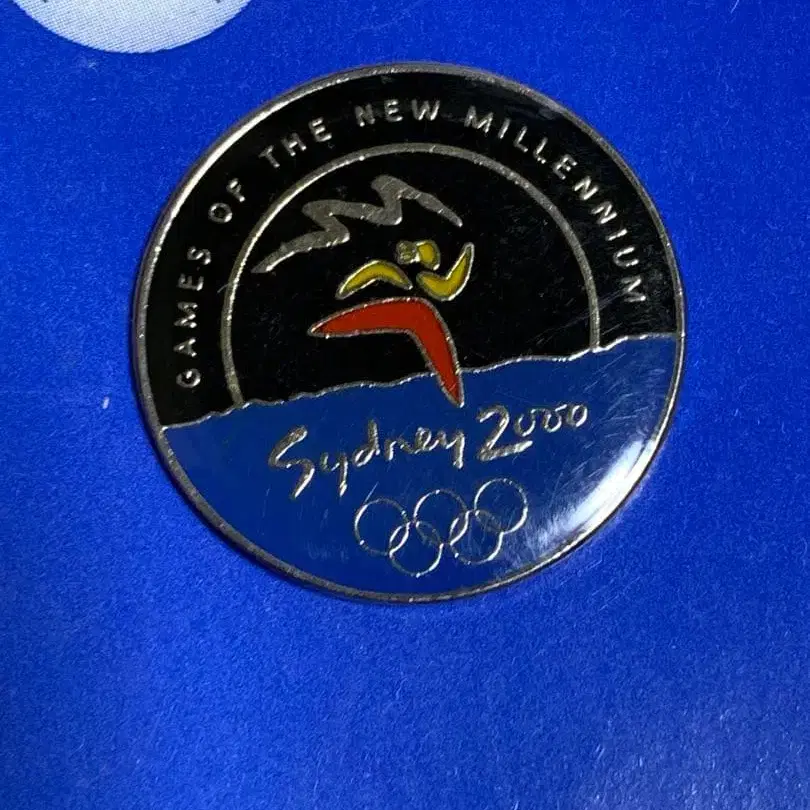 GAMES OF THE NEW MILLENNIUM
Sydney 2000